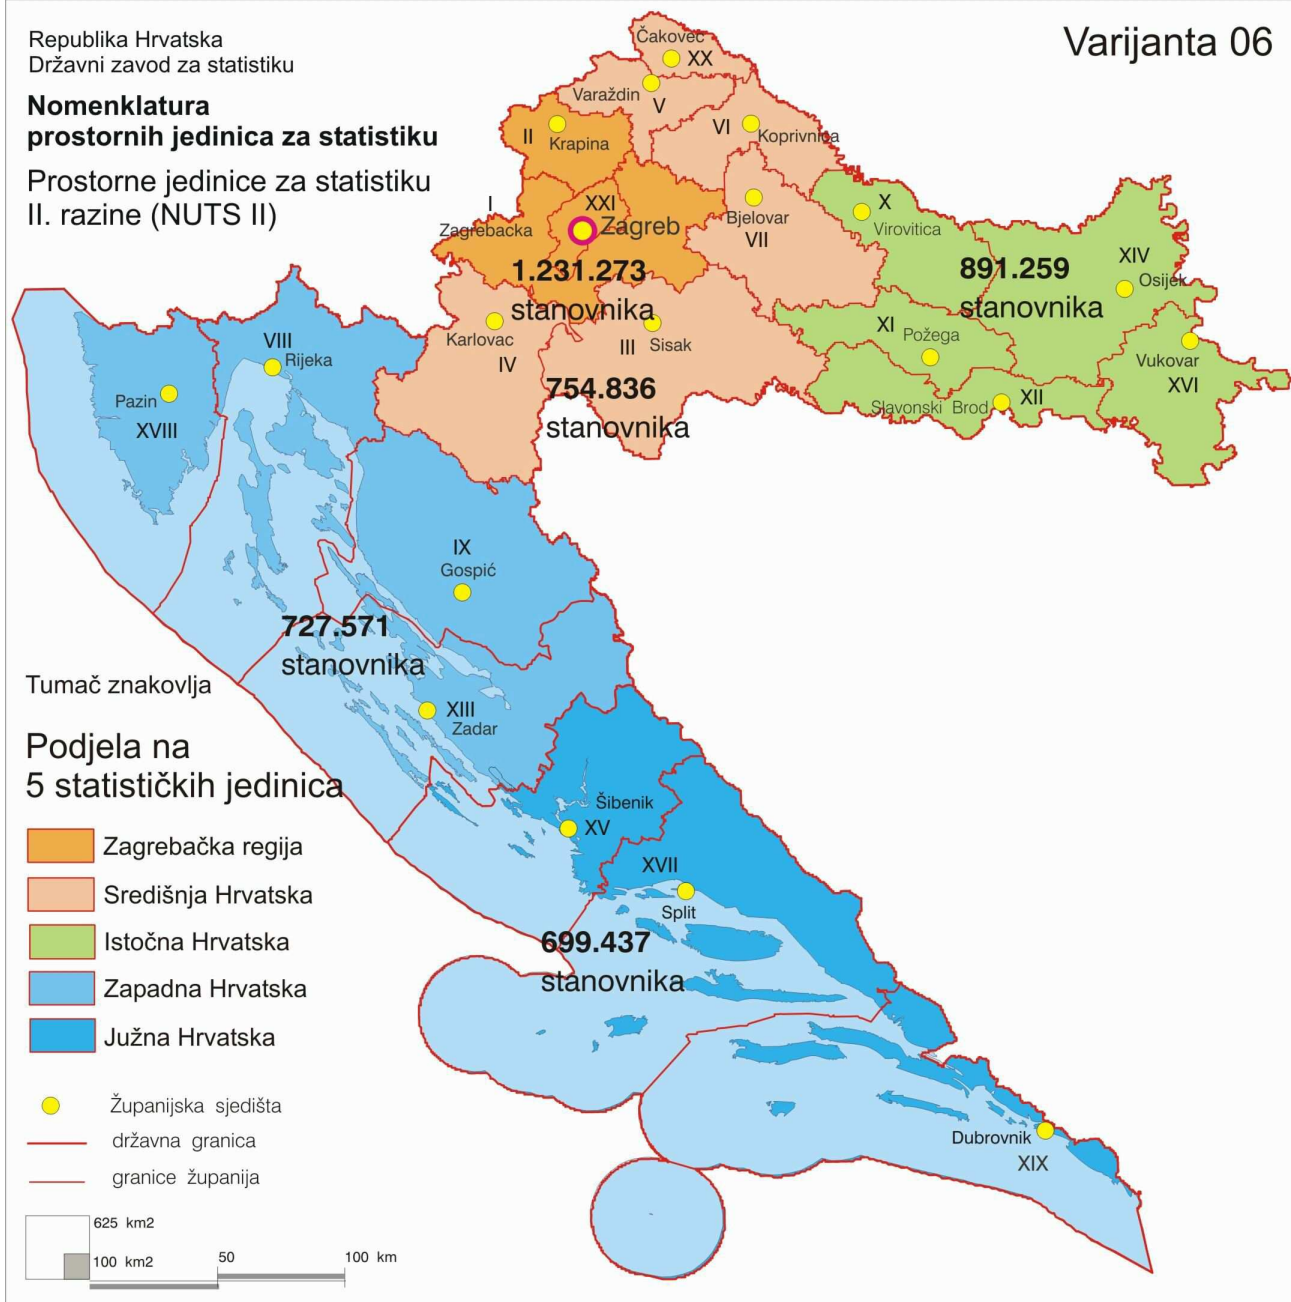 Republika Hrvatska
Državni zavod za statistiku
Nomenklatura
prostornih jedinica za statistiku
Prostorne jedinice za statistiku
II. razine (NUTS II)
Varijanta 06
Čakovec
XX
Varaždin
V
II
Krapina
VI
Koprivnica
I
Zagrebacka
XXI
Zagreb
Bjelovar
VII
X
Virovitica
XIV
Osijek
1.231.273
stanovnika
891.259
stanovnika
Karlovac
IV
III
Sisak
XI
Požega
Vukovar
XVI
754.836
stanovnika
Slavonski Brod
XII
VIII
Rijeka
Pazin
XVIII
IX
Gospić
727.571
stanovnika
XIII
Zadar
Šibenik
XV
XVII
Split
699.437
stanovnika
Dubrovnik
XIX
Tumač znakovlja
Podjela na
5 statističkih jedinica
Zagrebačka regija
Središnja Hrvatska
Istočna Hrvatska
Zapadna Hrvatska
Južna Hrvatska
Županijska sjedišta
državna granica
granice županija
625 km2
100 km2
50
100 km